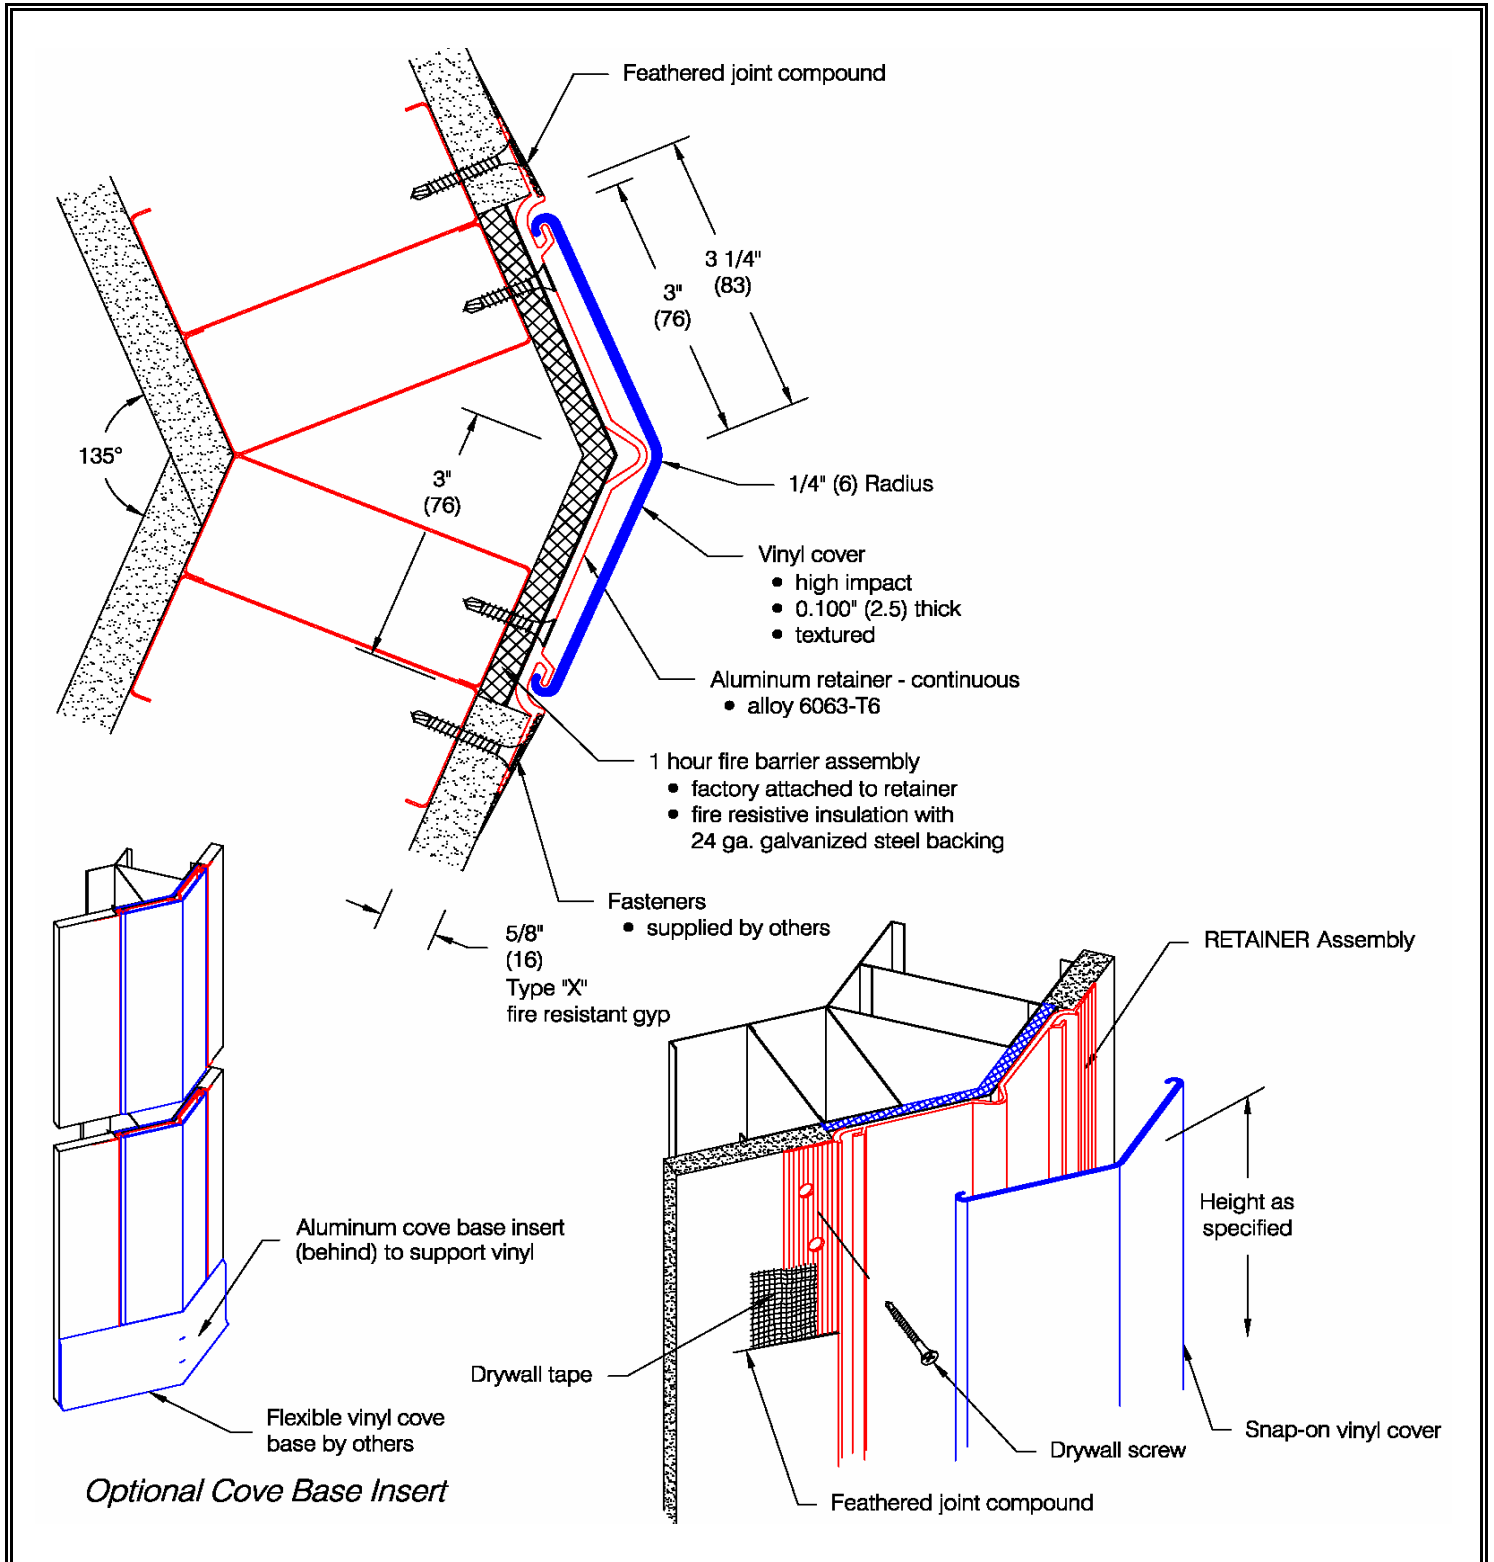 Feathered joint compound
3 1/4"
(83)
3"
(76)
135°
3"
(76)
1/4" (6) Radius
Vinyl cover
• high impact
• 0.100" (2.5) thick
• textured
Aluminum retainer - continuous
• alloy 6063-T6
1 hour fire barrier assembly
• factory attached to retainer
• fire resistive insulation with
24 ga. galvanized steel backing
Fasteners
• supplied by others
5/8"
(16)
Type "X"
fire resistant gyp
RETAINER Assembly
Height as
specified
Aluminum cove base insert
(behind) to support vinyl
Drywall tape
Flexible vinyl cove
base by others
Snap-on vinyl cover
Drywall screw
Optional Cove Base Insert
Feathered joint compound